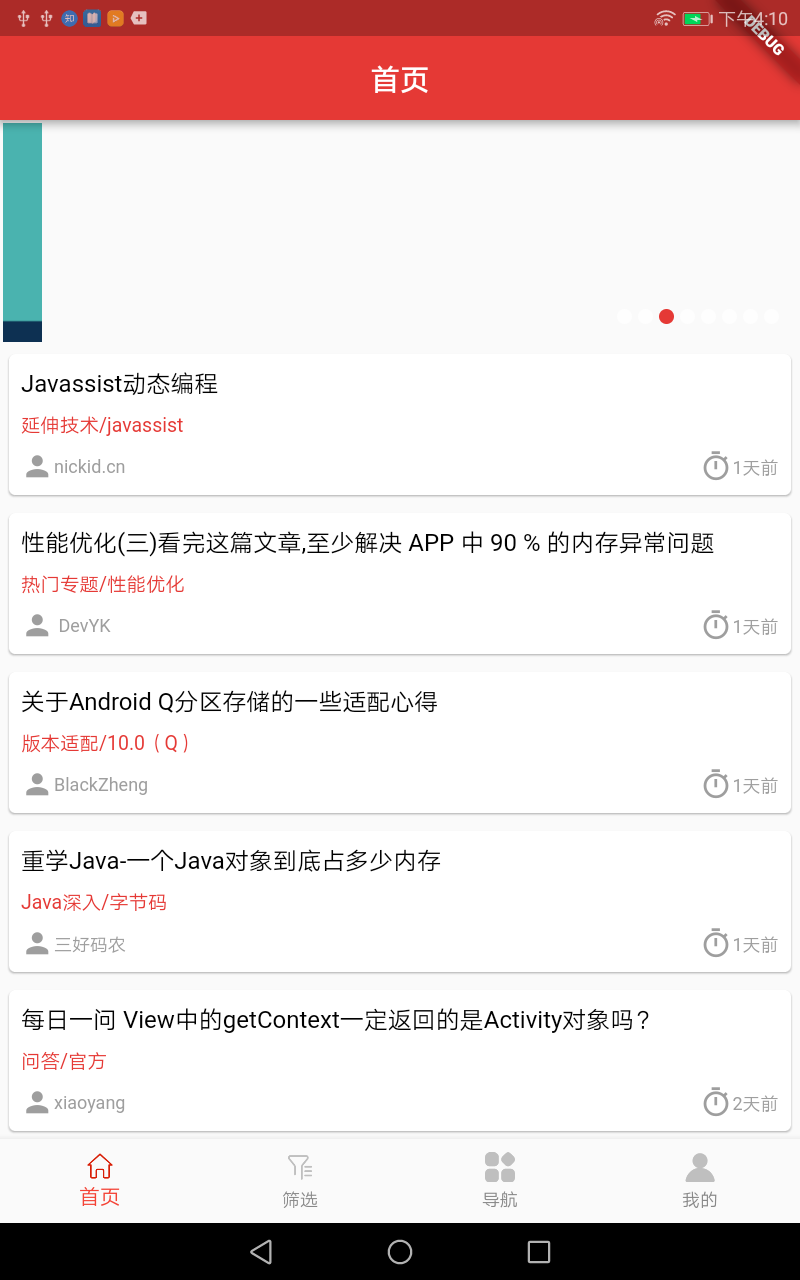 下午4:10
DEBUG
首页
Javassist动态编程
延伸技术/javassist
nickid.cn
1天前
性能优化(三)看完这篇文章,至少解决 APP 中 90 % 的内存异常问题
热门专题/性能优化
DevYK
1天前
关于Android Q分区存储的一些适配心得
版本适配/10.0（Q）
BlackZheng
1天前
重学Java-一个Java对象到底占多少内存
Java深入/字节码
三好码农
1天前
每日一问 View中的getContext一定返回的是Activity对象吗？
问答/官方
xiaoyang
2天前
首页
筛选
导航
我的